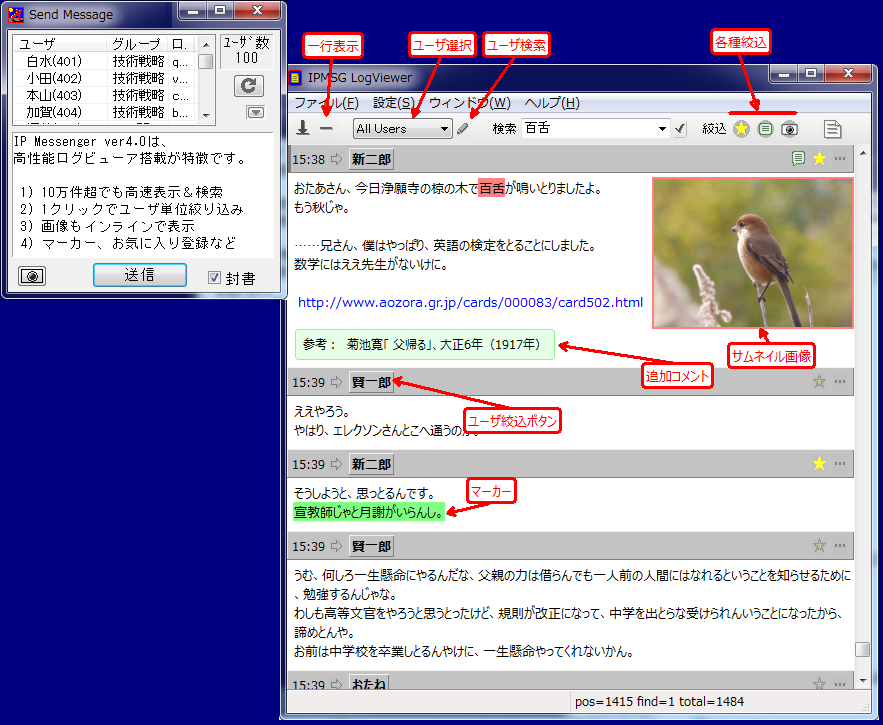 Send Message
ユーザ グループ ロ.
白水(401) 技術戦略 q...
小田(402) 技術戦略 v...
本山(403) 技術戦略 c...
加賀(404) 技術戦略 b...
ﾕｰｻﾞ数
100
IP Messenger ver4.0は、
高性能ログビューア搭載が特徴です。
1) 10万件超でも高速表示＆検索
2) 1クリックでユーザ単位絞り込み
3) 画像もインラインで表示
4) マーカー、お気に入り登録など
送信
封書
一行表示
ユーザ選択
ユーザ検索
各種絞込
IPMSG LogViewer
ファイル(F) 設定(S) ウィンドウ(W) ヘルプ(H)
All Users
検索 百舌
絞込
15:38 新二郎
おたあさん、今日浄願寺の椋の木で百舌が鳴いとりましたよ。
もう秋じゃ。
……兄さん、僕はやっぱり、英語の検定をとることにしました。
数学にはええ先生がないけに。
http://www.aozora.gr.jp/cards/000083/card502.html
参考： 菊池寛「父帰る」、大正6年（1917年）
サムネイル画像
追加コメント
15:39 賢一郎
ええやろう。
やはり、エレクソンさんとこへ通うのか。
ユーザ絞込ボタン
15:39 新二郎
そうしようと、思っとるんです。
宣教師じゃと月謝がいらんし。
マーカー
15:39 賢一郎
うむ、何しろ一生懸命にやるんだな、父親の力は借らんでも一人前の人間にはなれるということを知らせるために
、勉強するんじゃな。
わしも高等文官をやろうと思うとったけど、規則が改正になって、中学を出とらな受けられんいうことになったから、
諦めとんや。
お前は中学校を卒業しとるんやけに、一生懸命やってくれないかん。
15:39 おたね
pos=1415 find=1 total=1484